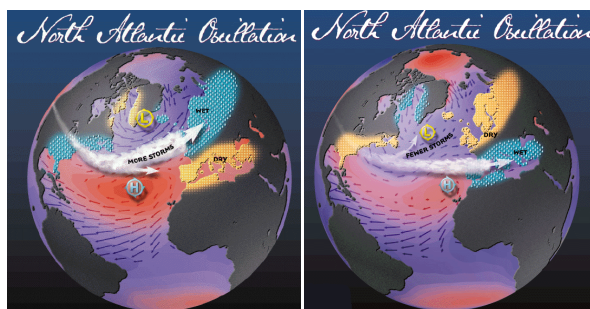 North Atlantic Oscillation
L
WET
MORE STORMS
DRY
H
North Atlantic Oscillation
L
DRY
FEWER STORMS
WET
H